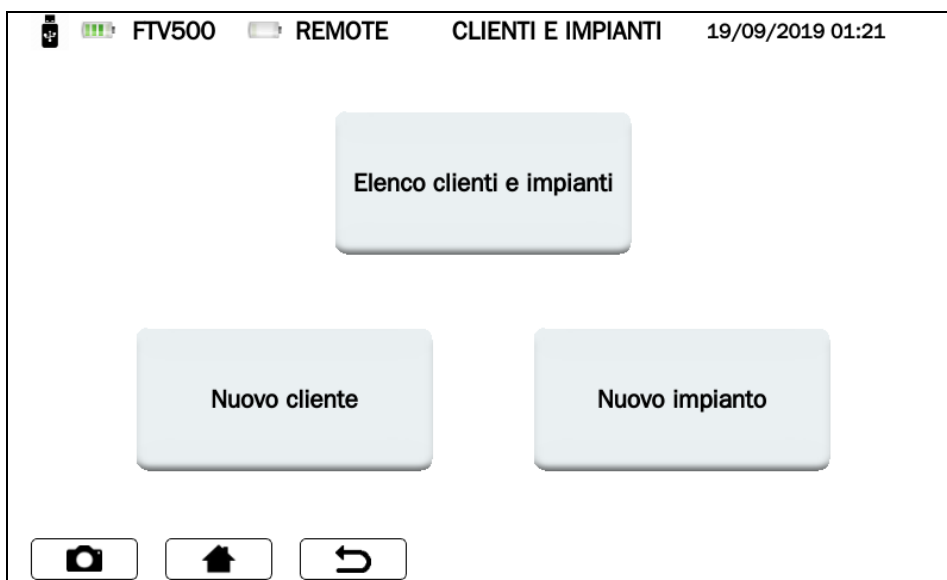 FTV500 REMOTE CLIENTI E IMPIANTI 19/09/2019 01:21
Elenco clienti e impianti
Nuovo cliente Nuovo impianto